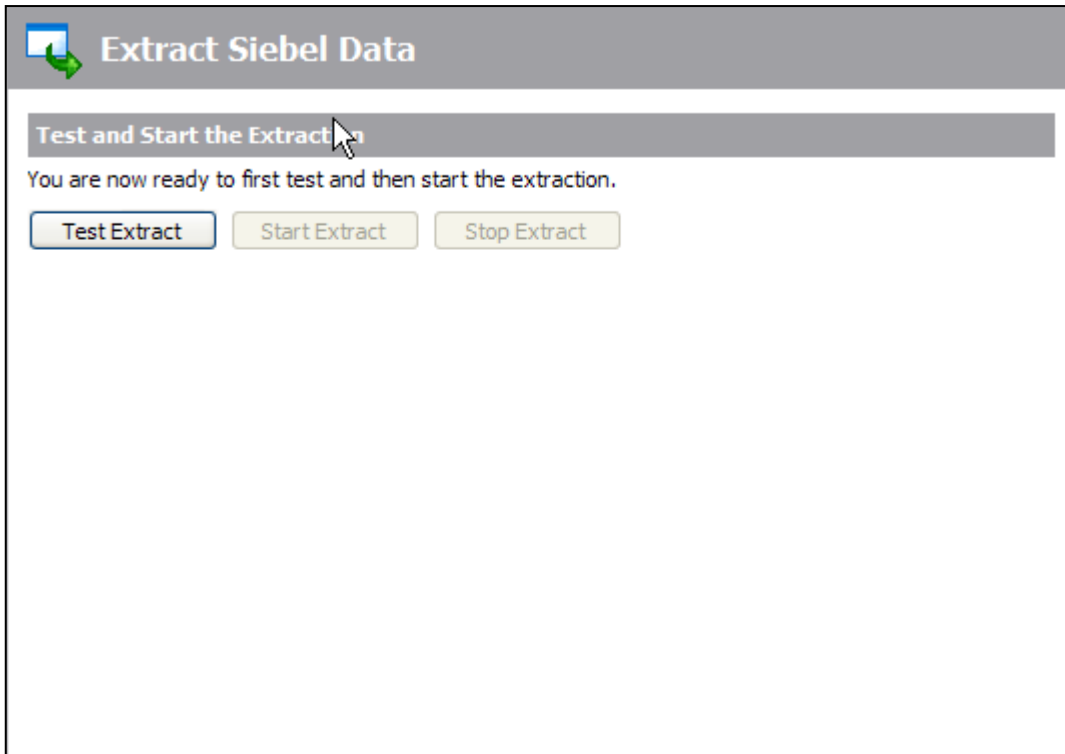 Extract Siebel Data
Test and Start the Extraction
You are now ready to first test and then start the extraction.
Test Extract Start Extract Stop Extract